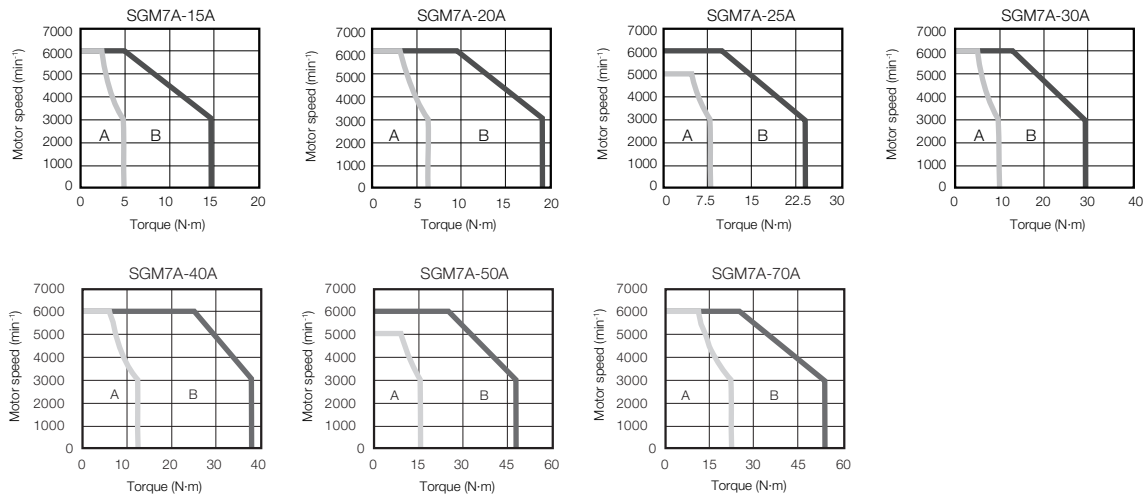 SGM7A-15A
Motor speed (min⁻¹)
7000
6000
5000
4000
3000
2000
1000
0
A
B
0 5 10 15 20
Torque (N·m)
SGM7A-20A
Motor speed (min⁻¹)
7000
6000
5000
4000
3000
2000
1000
0
A
B
0 5 10 15 20
Torque (N·m)
SGM7A-25A
Motor speed (min⁻¹)
7000
6000
5000
4000
3000
2000
1000
0
A
B
0 7.5 15 22.5 30
Torque (N·m)
SGM7A-30A
Motor speed (min⁻¹)
7000
6000
5000
4000
3000
2000
1000
0
A
B
0 10 20 30 40
Torque (N·m)
SGM7A-40A
Motor speed (min⁻¹)
7000
6000
5000
4000
3000
2000
1000
0
A
B
0 10 20 30 40
Torque (N·m)
SGM7A-50A
Motor speed (min⁻¹)
7000
6000
5000
4000
3000
2000
1000
0
A
B
0 15 30 45 60
Torque (N·m)
SGM7A-70A
Motor speed (min⁻¹)
7000
6000
5000
4000
3000
2000
1000
0
A
B
0 15 30 45 60
Torque (N·m)